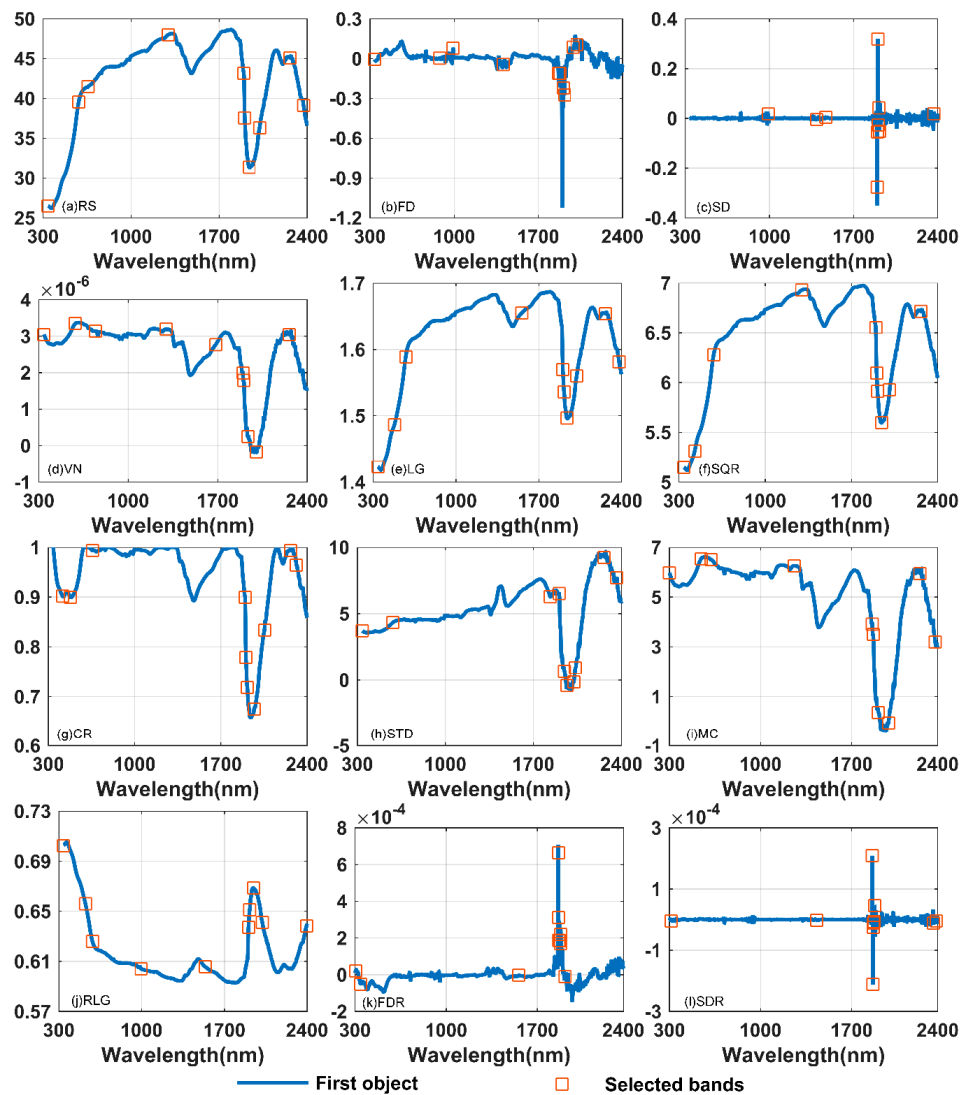 50
45
40
35
30
25
(a)RS
300 1000 1700 2400
Wavelength(nm)
0.3
0
-0.3
-0.6
-0.9
-1.2
(b)FD
300 1000 1700 2400
Wavelength(nm)
0.4
0.2
0
-0.2
-0.4
(c)SD
300 1000 1700 2400
Wavelength(nm)
×10⁻⁶
4
3
2
1
0
-1
(d)VN
300 1000 1700 2400
Wavelength(nm)
1.7
1.6
1.5
1.4
(e)LG
300 1000 1700 2400
Wavelength(nm)
7
6.5
6
5.5
5
(f)SQR
300 1000 1700 2400
Wavelength(nm)
1
0.9
0.8
0.7
0.6
(g)CR
300 1000 1700 2400
Wavelength(nm)
10
5
0
-5
(h)STD
300 1000 1700 2400
Wavelength(nm)
7
5
3
1
-1
(i)MC
300 1000 1700 2400
Wavelength(nm)
0.73
0.69
0.65
0.61
0.57
(j)RLG
300 1000 1700 2400
Wavelength(nm)
×10⁻⁴
8
6
4
2
0
-2
(k)FDR
300 1000 1700 2400
Wavelength(nm)
×10⁻⁴
3
0
-3
(l)SDR
300 1000 1700 2400
Wavelength(nm)
First object Selected bands